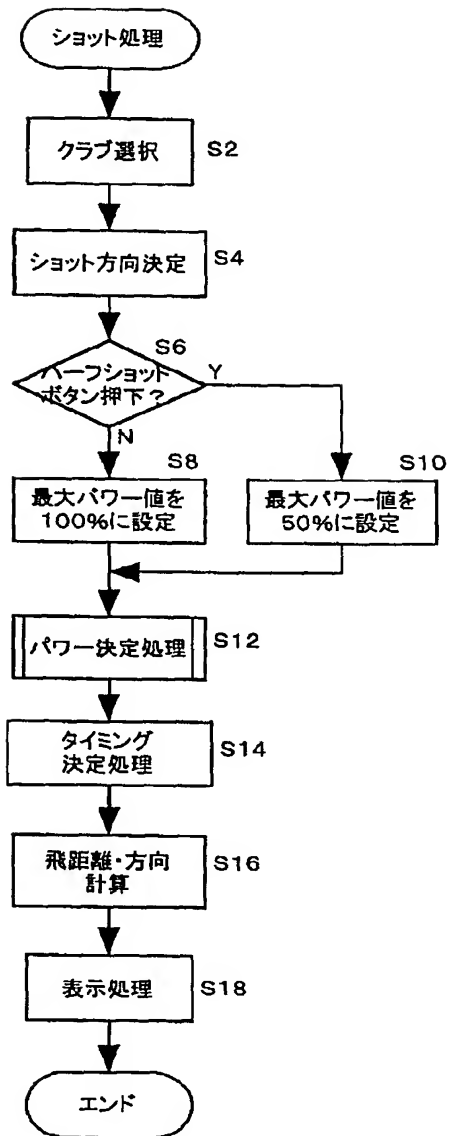 ショット処理
クラブ選択
S2
ショット方向決定
S4
S6
ハーフショット
ボタン押下?
Y
N
S8
最大パワー値を
100%に設定
S10
最大パワー値を
50%に設定
パワー決定処理
S12
タイミング
決定処理
S14
飛距離・方向
計算
S16
表示処理
S18
エンド